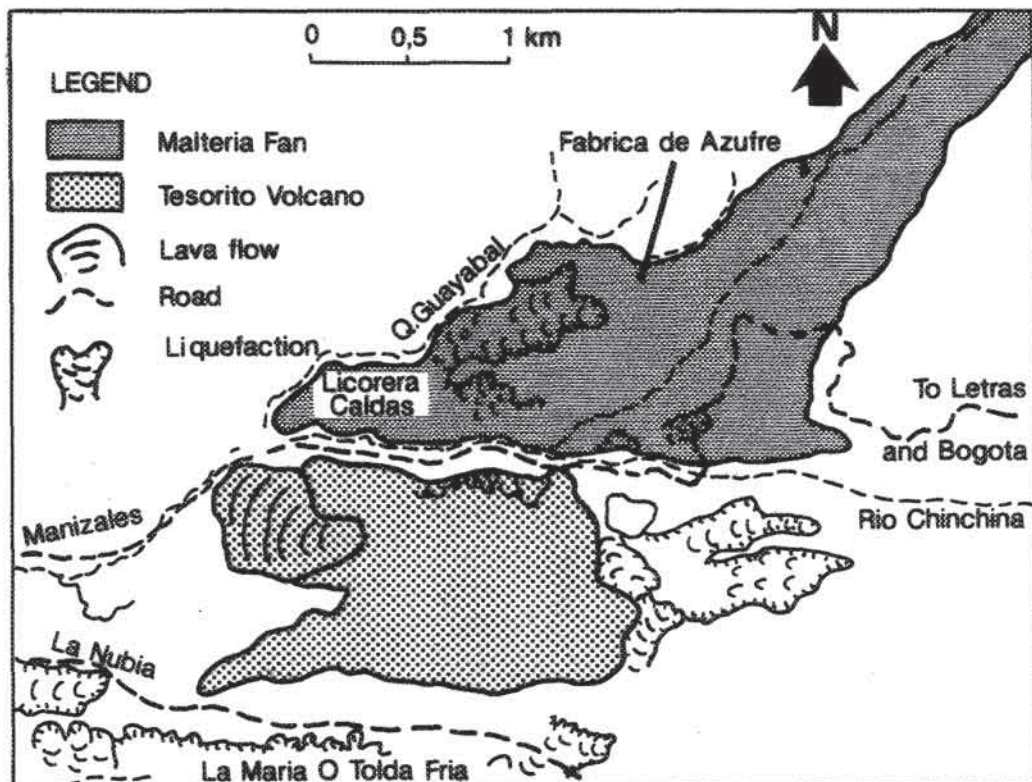 0 0,5 1 km
N
LEGEND
Malteria Fan
Tesorito Volcano
Lava flow
Road
Liquefaction
Fabrica de Azufre
Q.Guayabal
Licorera
Caldas
To Letras
and Bogota
Rio Chinchina
Manizales
La Nubia
La Maria O Tolda Fria